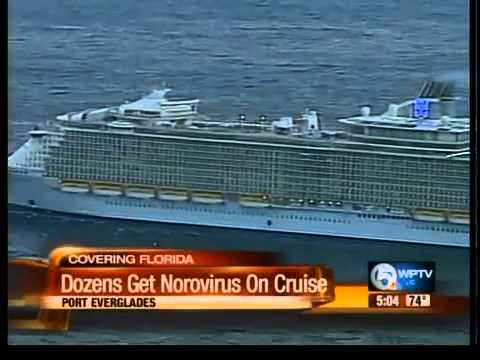 COVERING FLORIDA
Dozens Get Norovirus On Cruise
PORT EVERGLADES
5 WPTV
5:04 74°